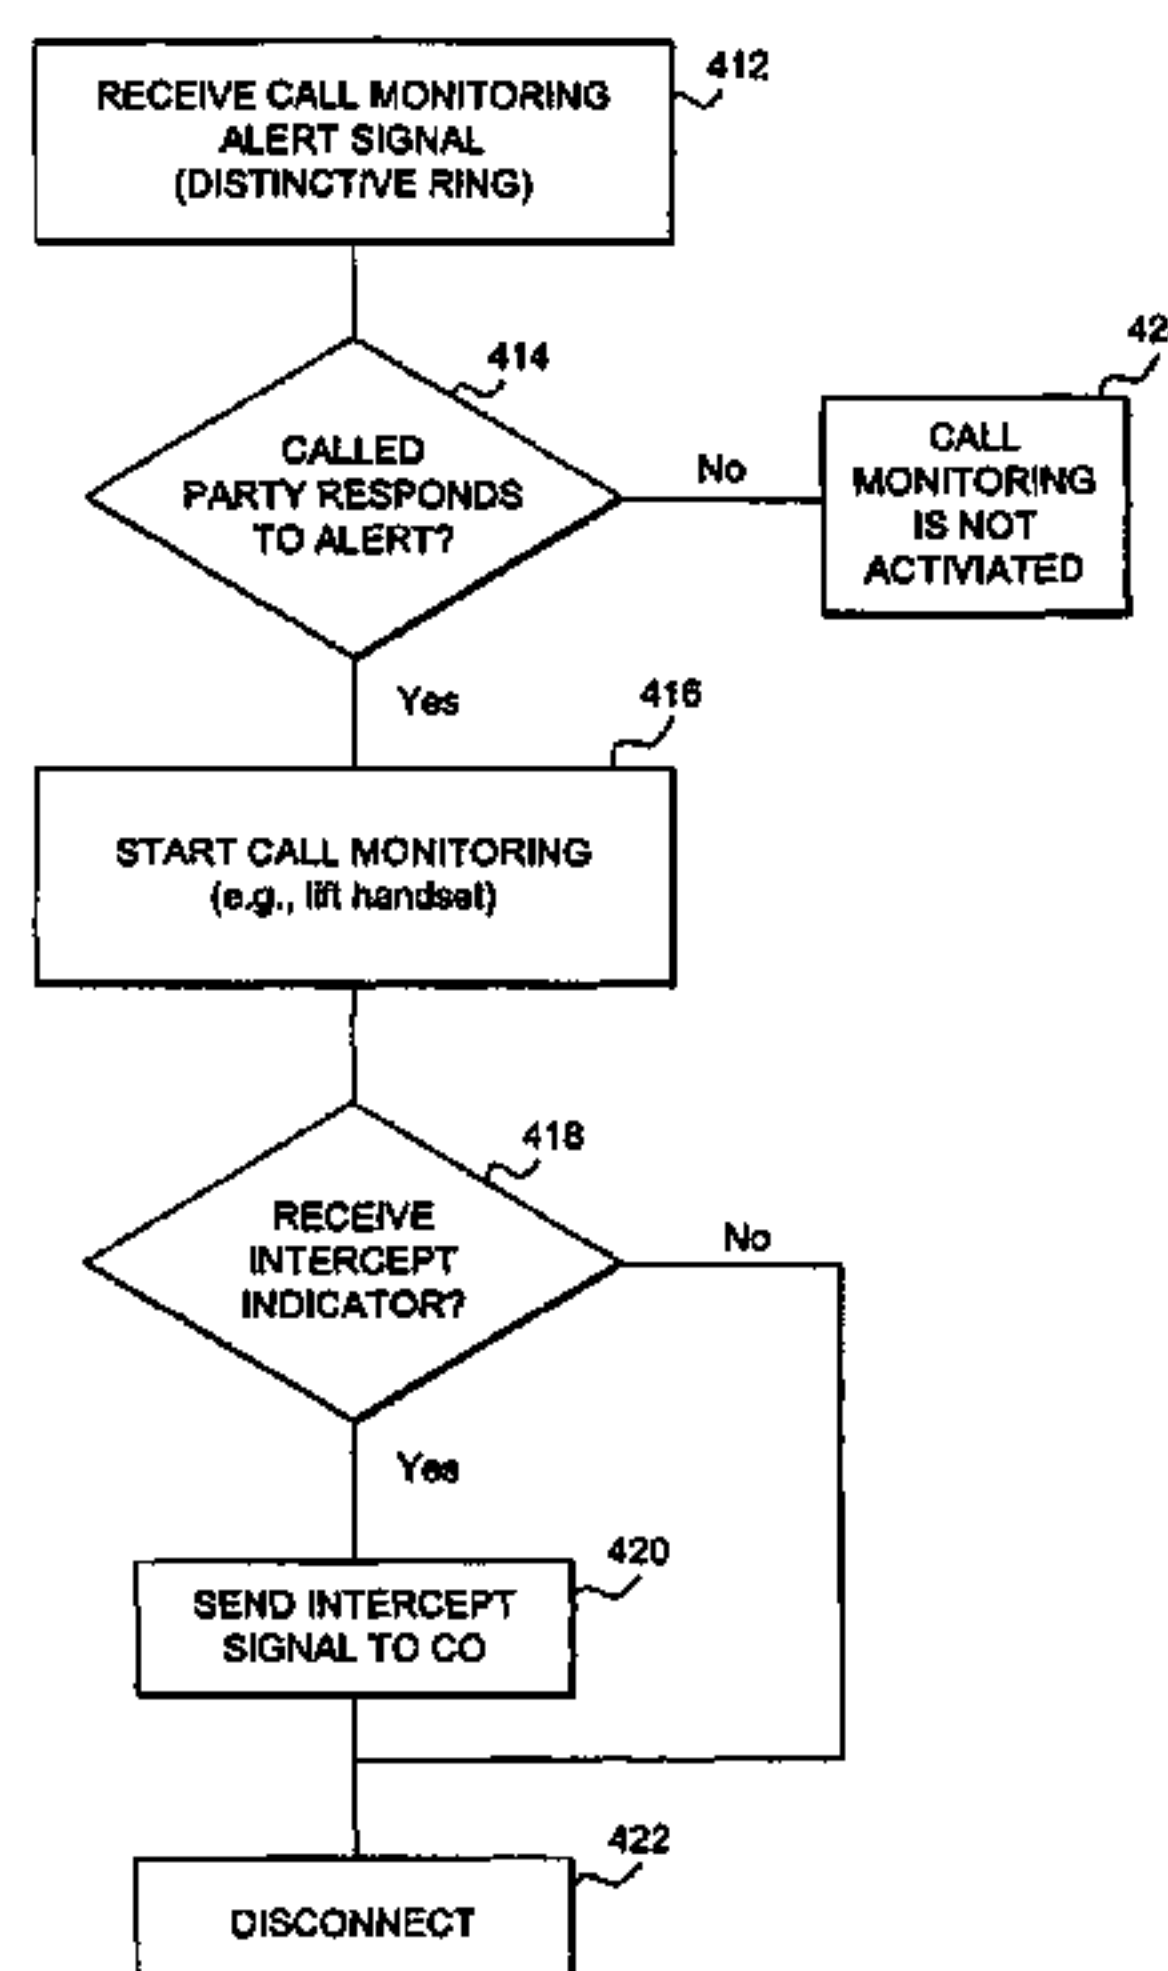 412
RECEIVE CALL MONITORING
ALERT SIGNAL
(DISTINCTIVE RING)
414
CALLED
PARTY RESPONDS
TO ALERT?
No
42
CALL
MONITORING
IS NOT
ACTIVIATED
Yes
416
START CALL MONITORING
(e.g., lift handset)
418
RECEIVE
INTERCEPT
INDICATOR?
No
Yes
420
SEND INTERCEPT
SIGNAL TO CO
422
DISCONNECT